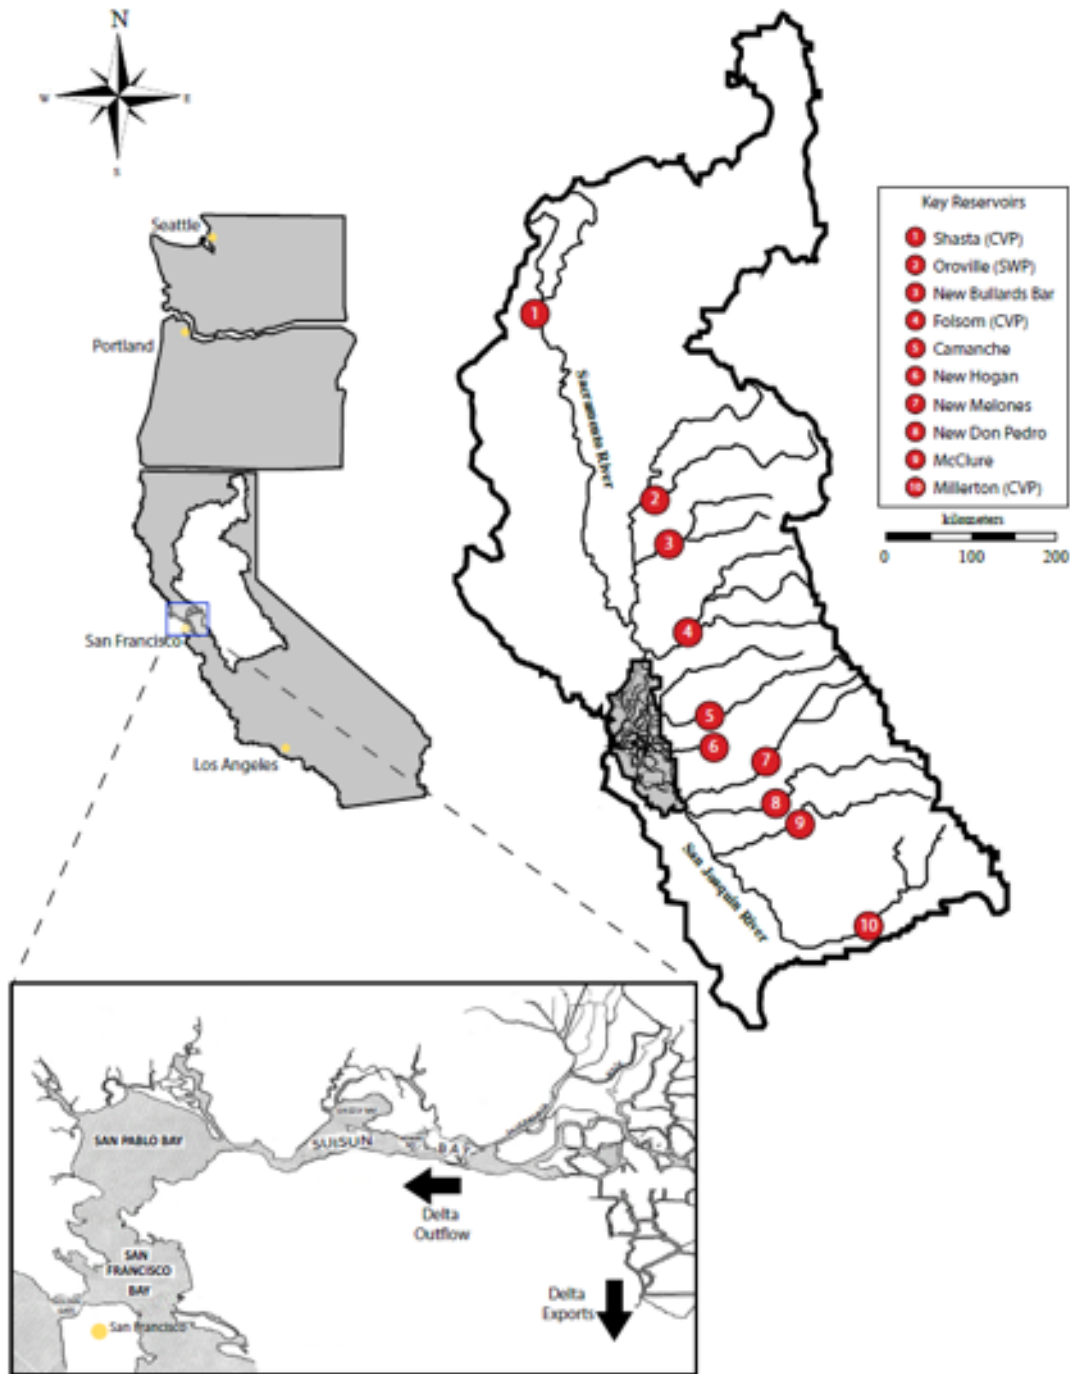 N
W
E
S
Seattle
Portland
San Francisco
Los Angeles
Sacramento River
San Joaquin River
1
2
3
4
5
6
7
8
9
10
Key Reservoirs
1 Shasta (CVP)
2 Oroville (SWP)
3 New Bullards Bar
4 Folsom (CVP)
5 Camanche
6 New Hogan
7 New Melones
8 New Don Pedro
9 McClure
10 Millerton (CVP)
kilometers
0 100 200
SAN PABLO BAY
SUISUN BAY
Delta
Outflow
SAN
FRANCISCO
BAY
San Francisco
Delta
Exports